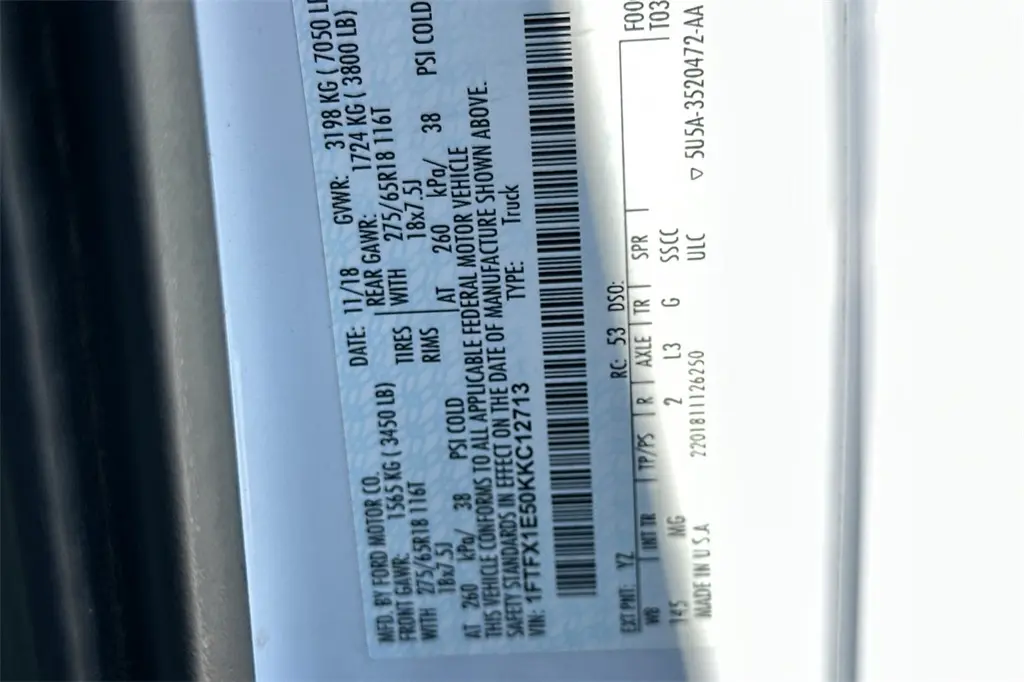 MFD. BY FORD MOTOR CO.
DATE: 11/18 GVWR: 3198 KG ( 7050 L
FRONT GAWR: 1565 KG ( 3450 LB) REAR GAWR: 1724 KG ( 3800 LB)
WITH 275/65R18 116T TIRES WITH 275/65R18 116T
18x7.5J RIMS 18x7.5J
AT 260 kPa/ 38 PSI COLD AT 260 kPa/ 38 PSI COLD
THIS VEHICLE CONFORMS TO ALL APPLICABLE FEDERAL MOTOR VEHICLE
SAFETY STANDARDS IN EFFECT ON THE DATE OF MANUFACTURE SHOWN ABOVE.
VIN: 1FTFX1E50KKC12713 TYPE: Truck
F00
T03
EXT PNT: YZ RC: 53 DSO:
WB INT TR TP/PS R AXLE TR SPR
145 MG 2 L3 G SSCC
MADE IN U.S.A 2201811126250 ULC ▽ 5U5A-3520472-AA